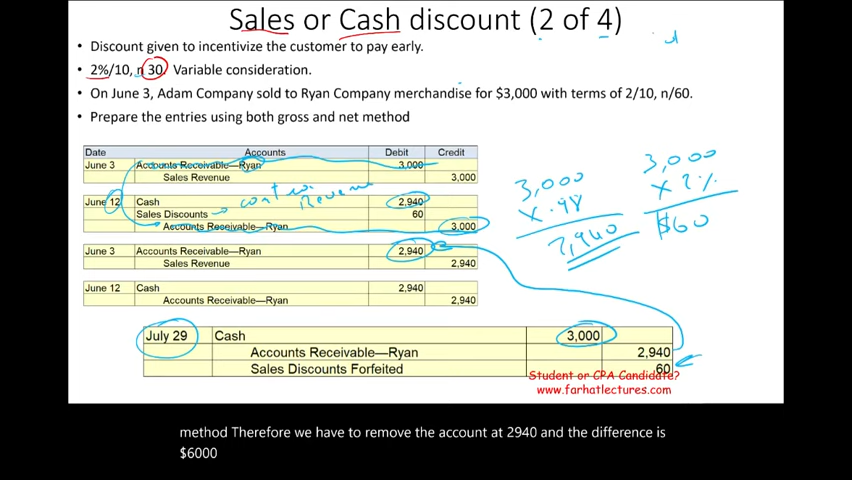 Sales or Cash discount (2 of 4)
• Discount given to incentivize the customer to pay early.
• 2%/10, n 30. Variable consideration.
• On June 3, Adam Company sold to Ryan Company merchandise for $3,000 with terms of 2/10, n/60.
• Prepare the entries using both gross and net method
Date Accounts Debit Credit
June 3 Accounts Receivable—Ryan 3,000
Sales Revenue 3,000
June 12 Cash 2,940
Sales Discounts 60
contra Revenue
Accounts Receivable—Ryan 3,000
June 3 Accounts Receivable—Ryan 2,940
Sales Revenue 2,940
June 12 Cash 2,940
Accounts Receivable—Ryan 2,940
3,000
x .98
2,940
3,000
x 2%
$60
July 29 Cash 3,000
Accounts Receivable—Ryan 2,940
Sales Discounts Forfeited 60
Student or CPA Candidate?
www.farhatlectures.com
method Therefore we have to remove the account at 2940 and the difference is
$6000